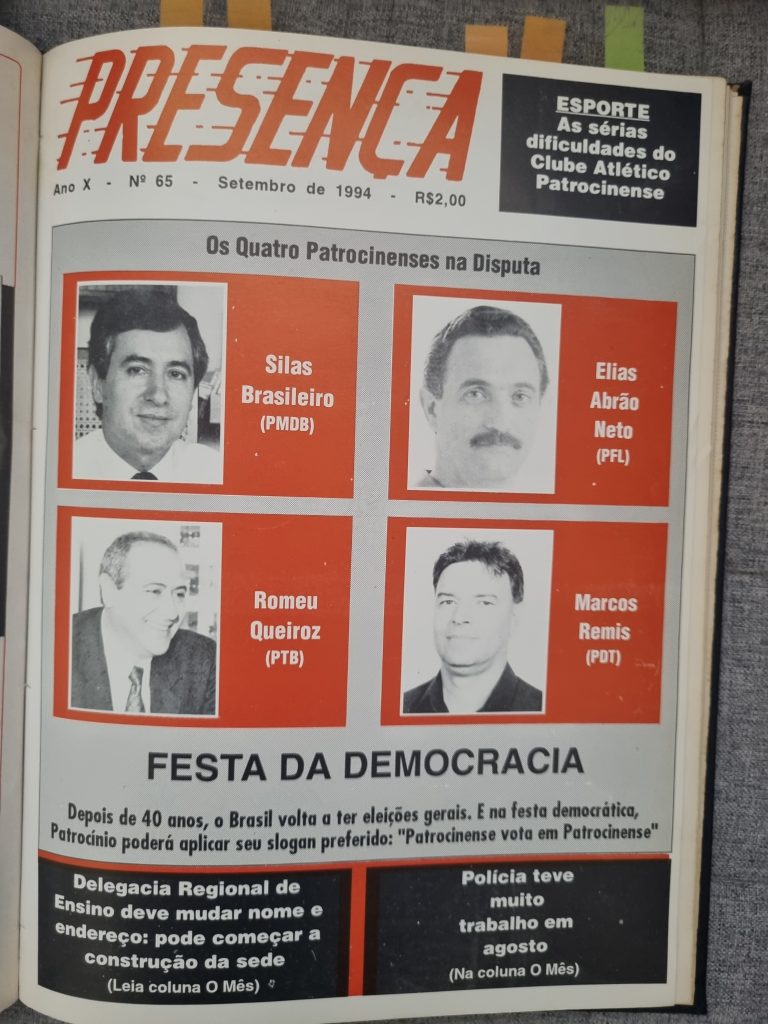 PRESENÇA
Ano X - Nº 65 - Setembro de 1994 - R$2,00
ESPORTE
As sérias
dificuldades do
Clube Atlético
Patrocinense
Os Quatro Patrocinenses na Disputa
Silas
Brasileiro
(PMDB)
Elias
Abrão
Neto
(PFL)
Romeu
Queiroz
(PTB)
Marcos
Remis
(PDT)
FESTA DA DEMOCRACIA
Depois de 40 anos, o Brasil volta a ter eleições gerais. E na festa democrática,
Patrocínio poderá aplicar seu slogan preferido: "Patrocinense vota em Patrocinense"
Delegacia Regional de
Ensino deve mudar nome e
endereço: pode começar a
construção da sede
(Leia coluna O Mês)
Polícia teve
muito
trabalho em
agosto
(Na coluna O Mês)